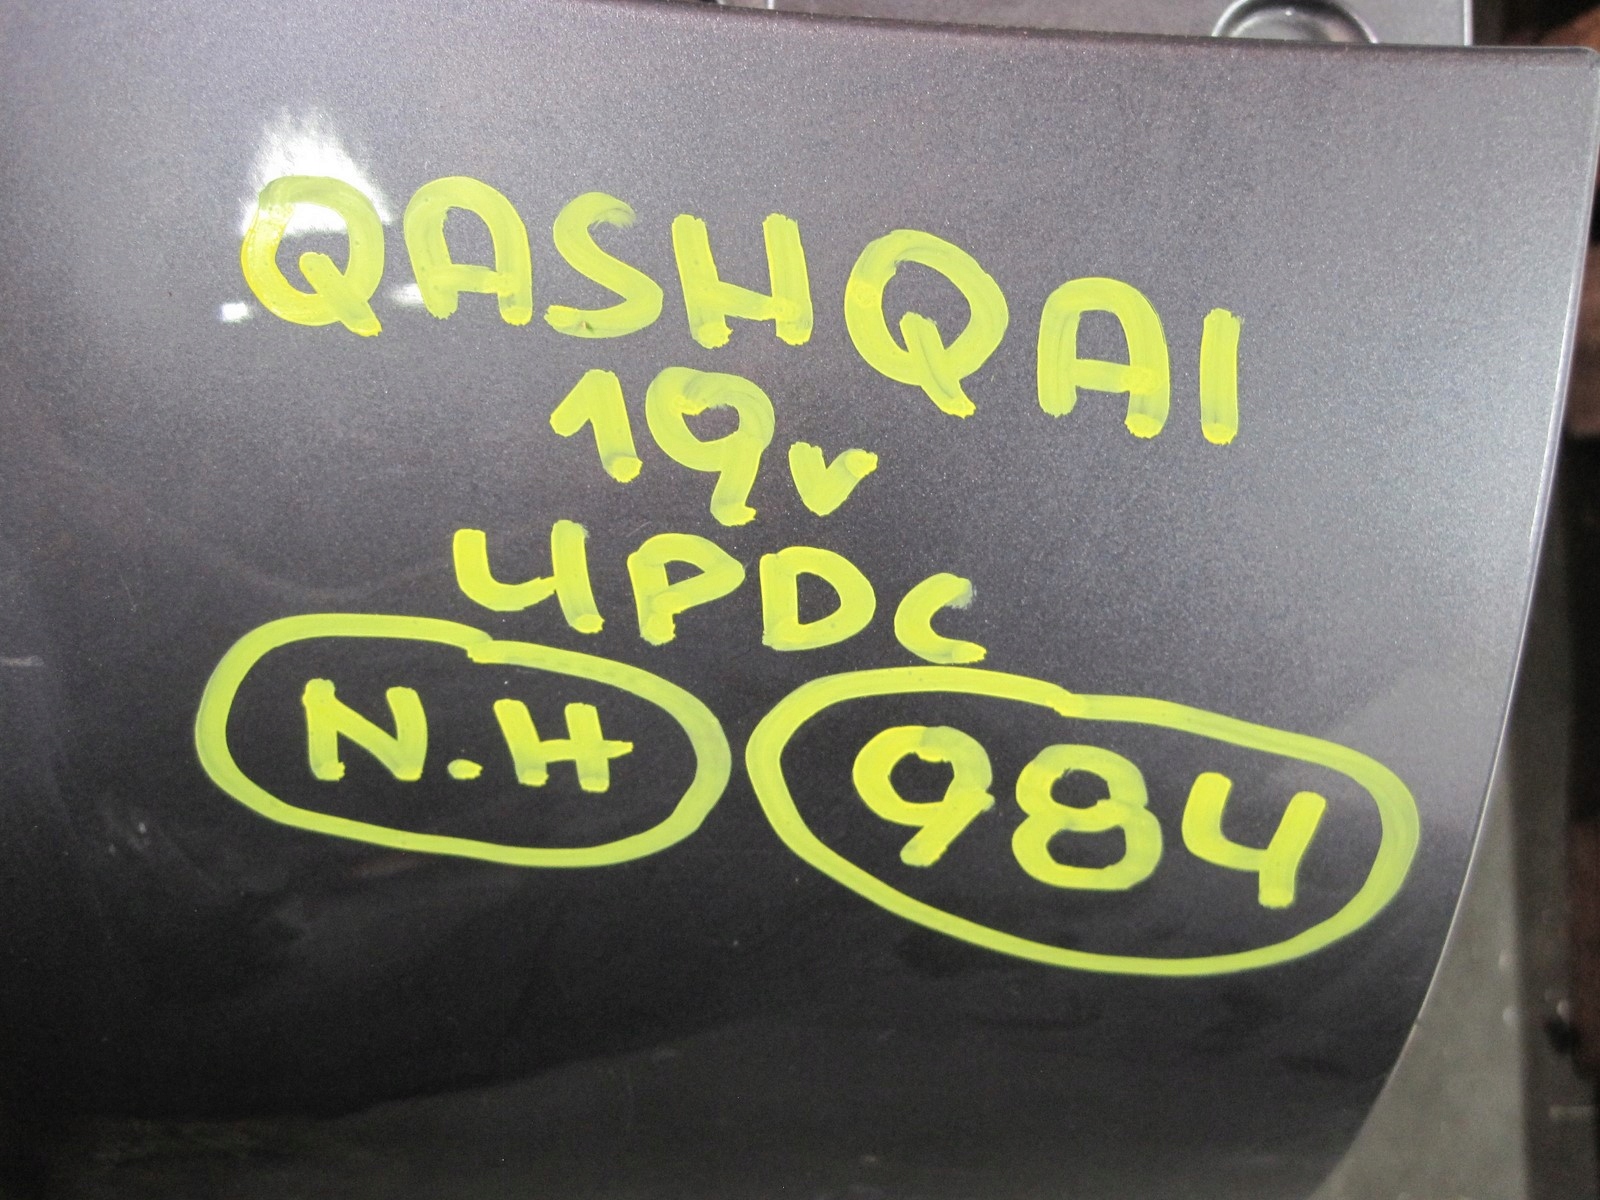 QASHQAI
19v
4PDC
N.H 984